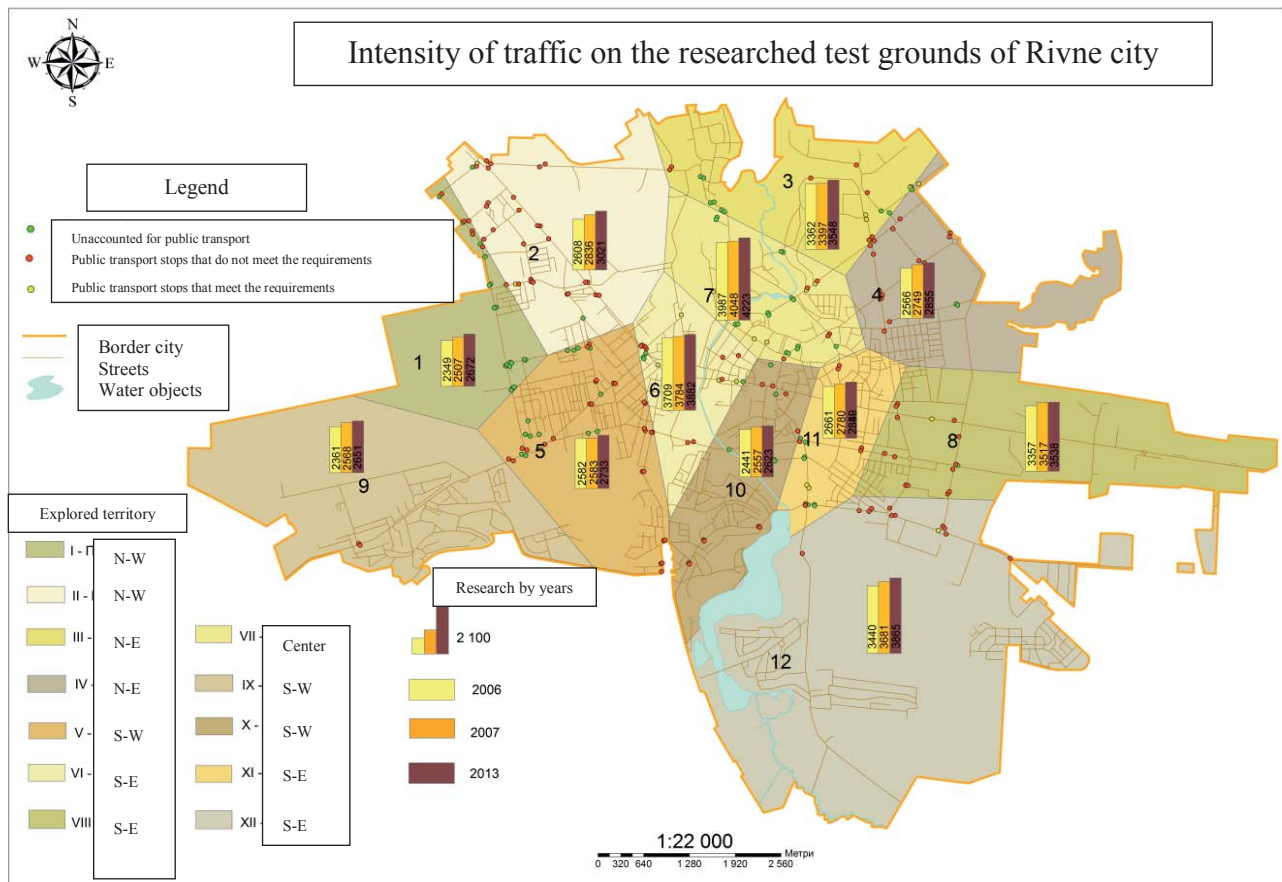 N
W E
S
Intensity of traffic on the researched test grounds of Rivne city
Legend
Unaccounted for public transport
Public transport stops that do not meet the requirements
Public transport stops that meet the requirements
Border city
Streets
Water objects
1
2349
2507
2672
2
2608
2836
3021
3
3362
3397
3548
4
2566
2749
2855
5
2582
2583
2733
6
3709
3784
3882
7
3987
4048
4223
8
3357
3517
3538
9
2361
2568
2651
10
2441
2557
2623
11
2661
2780
12
3440
3681
3865
Explored territory
I - П N-W
II - N-W
III - N-E
IV - N-E
V - S-W
VI - S-E
VIII S-E
VII - Center
IX - S-W
X - S-W
XI - S-E
XII - S-E
Research by years
2 100
2006
2007
2013
1:22 000
Метри
0 320 640 1 280 1 920 2 560